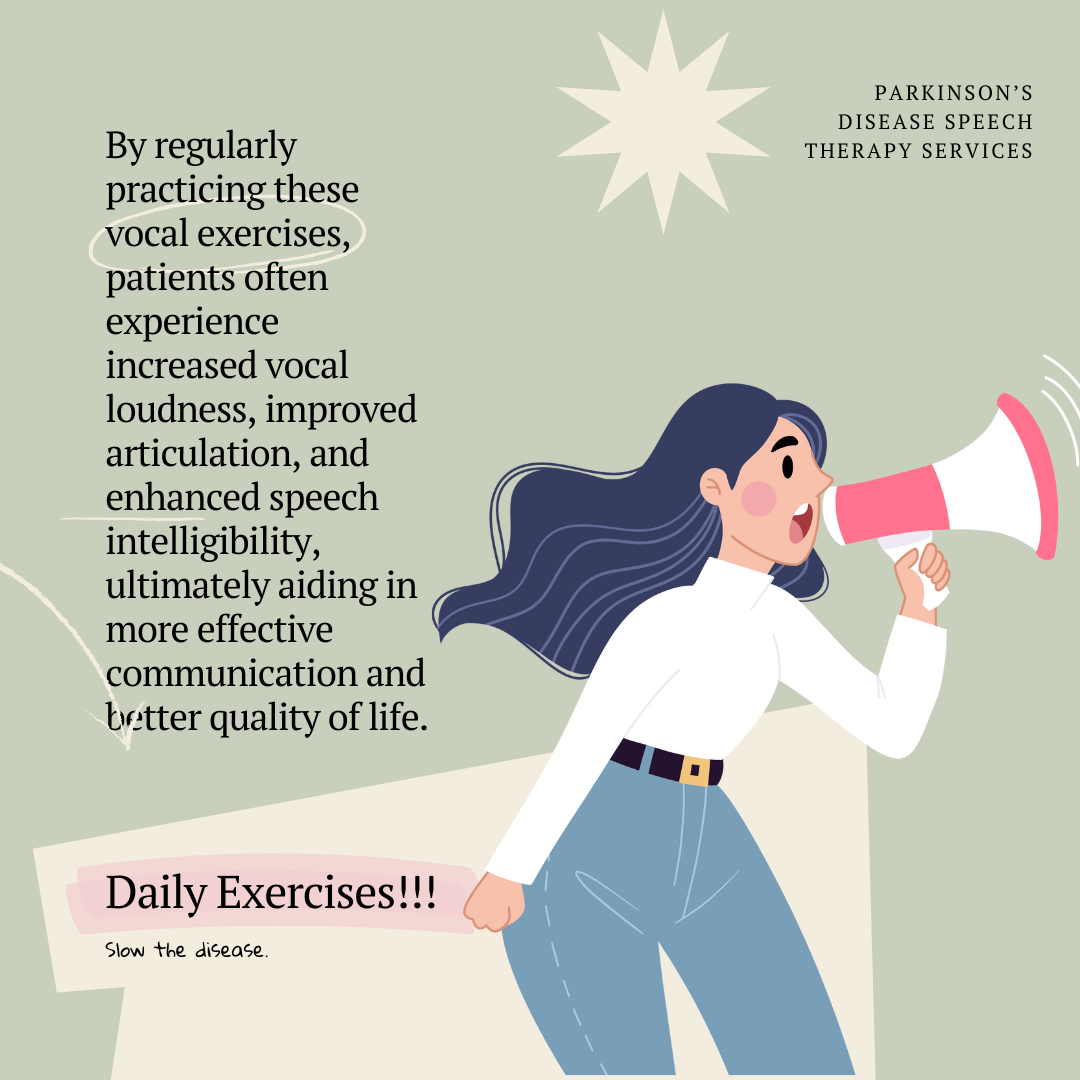 PARKINSON’S
DISEASE SPEECH
THERAPY SERVICES
By regularly
practicing these
vocal exercises,
patients often
experience
increased vocal
loudness, improved
articulation, and
enhanced speech
intelligibility,
ultimately aiding in
more effective
communication and
better quality of life.
Daily Exercises!!!
Slow the disease.